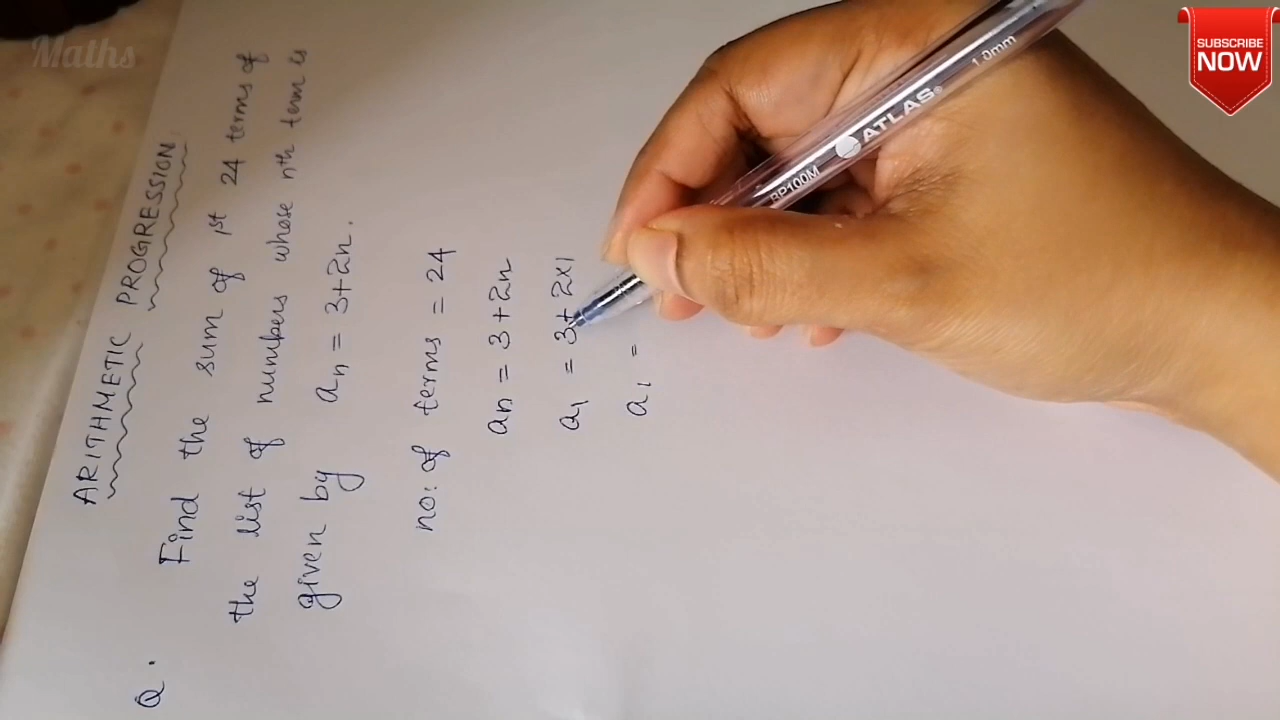 Maths
SUBSCRIBE
NOW
ARITHMETIC PROGRESSION
Q. Find the sum of 1st 24 terms of
the list of numbers whose nth term is
given by an = 3+2n.
no: of terms = 24
an = 3+2n
a1 = 3+2x1
a1 =
ATLAS
BP100M
1.0mm